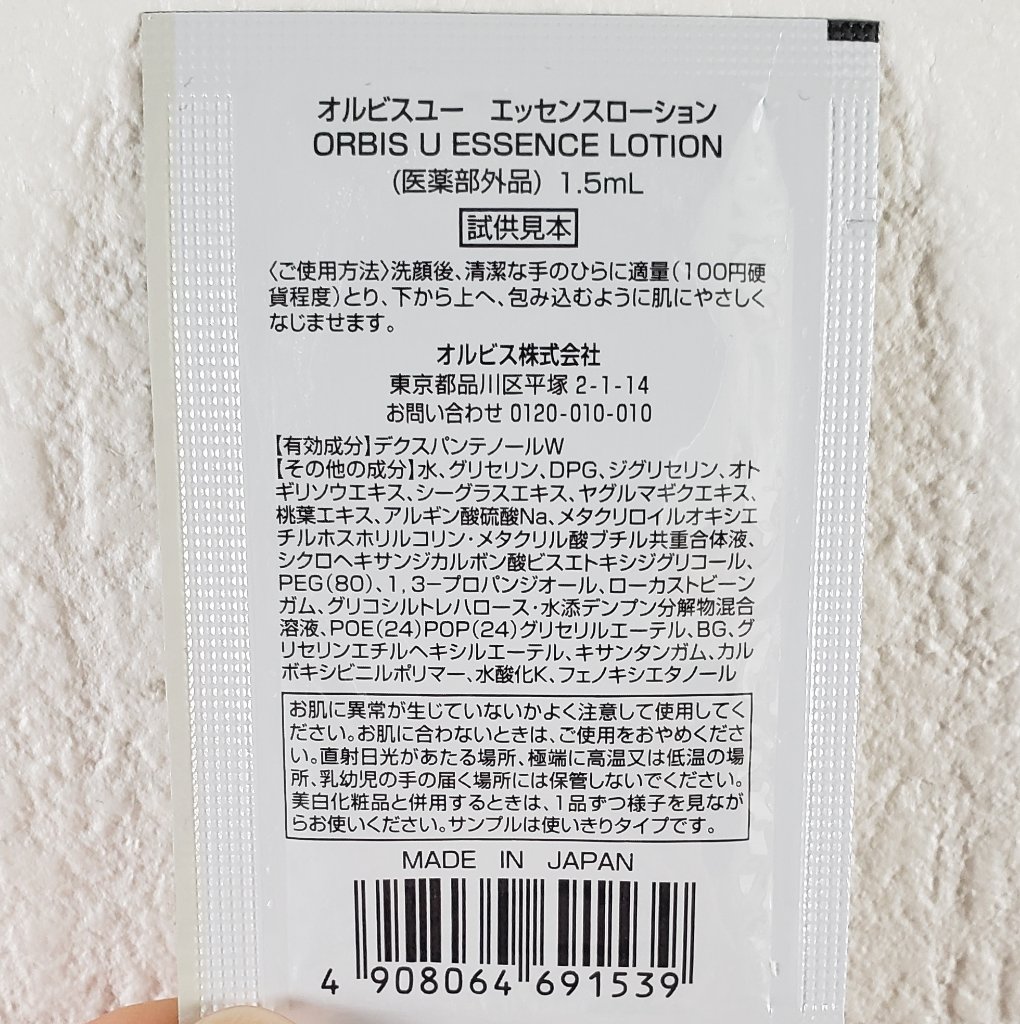 オルビスユー　エッセンスローション
ORBIS U ESSENCE LOTION
(医薬部外品) 1.5mL
試供見本
〈ご使用方法〉洗顔後、清潔な手のひらに適量(100円硬
貨程度)とり、下から上へ、包み込むように肌にやさしく
なじませます。
オルビス株式会社
東京都品川区平塚 2-1-14
お問い合わせ 0120-010-010
【有効成分】デクスパンテノールW
【その他の成分】水、グリセリン、DPG、ジグリセリン、オト
ギリソウエキス、シーグラスエキス、ヤグルマギクエキス、
桃葉エキス、アルギン酸硫酸Na、メタクリロイルオキシエ
チルホスホリルコリン・メタクリル酸ブチル共重合体液、
シクロヘキサンジカルボン酸ビスエトキシジグリコール、
PEG(80)、1,3−プロパンジオール、ローカストビーン
ガム、グリコシルトレハロース・水添デンプン分解物混合
溶液、POE(24)POP(24)グリセリルエーテル、BG、グ
リセリンエチルヘキシルエーテル、キサンタンガム、カル
ボキシビニルポリマー、水酸化K、フェノキシエタノール
お肌に異常が生じていないかよく注意して使用してく
ださい。お肌に合わないときは、ご使用をおやめくださ
い。直射日光があたる場所、極端に高温又は低温の場
所、乳幼児の手の届く場所には保管しないでください。
美白化粧品と併用するときは、1品ずつ様子を見なが
らお使いください。サンプルは使いきりタイプです。
MADE IN JAPAN
4 908064 691539